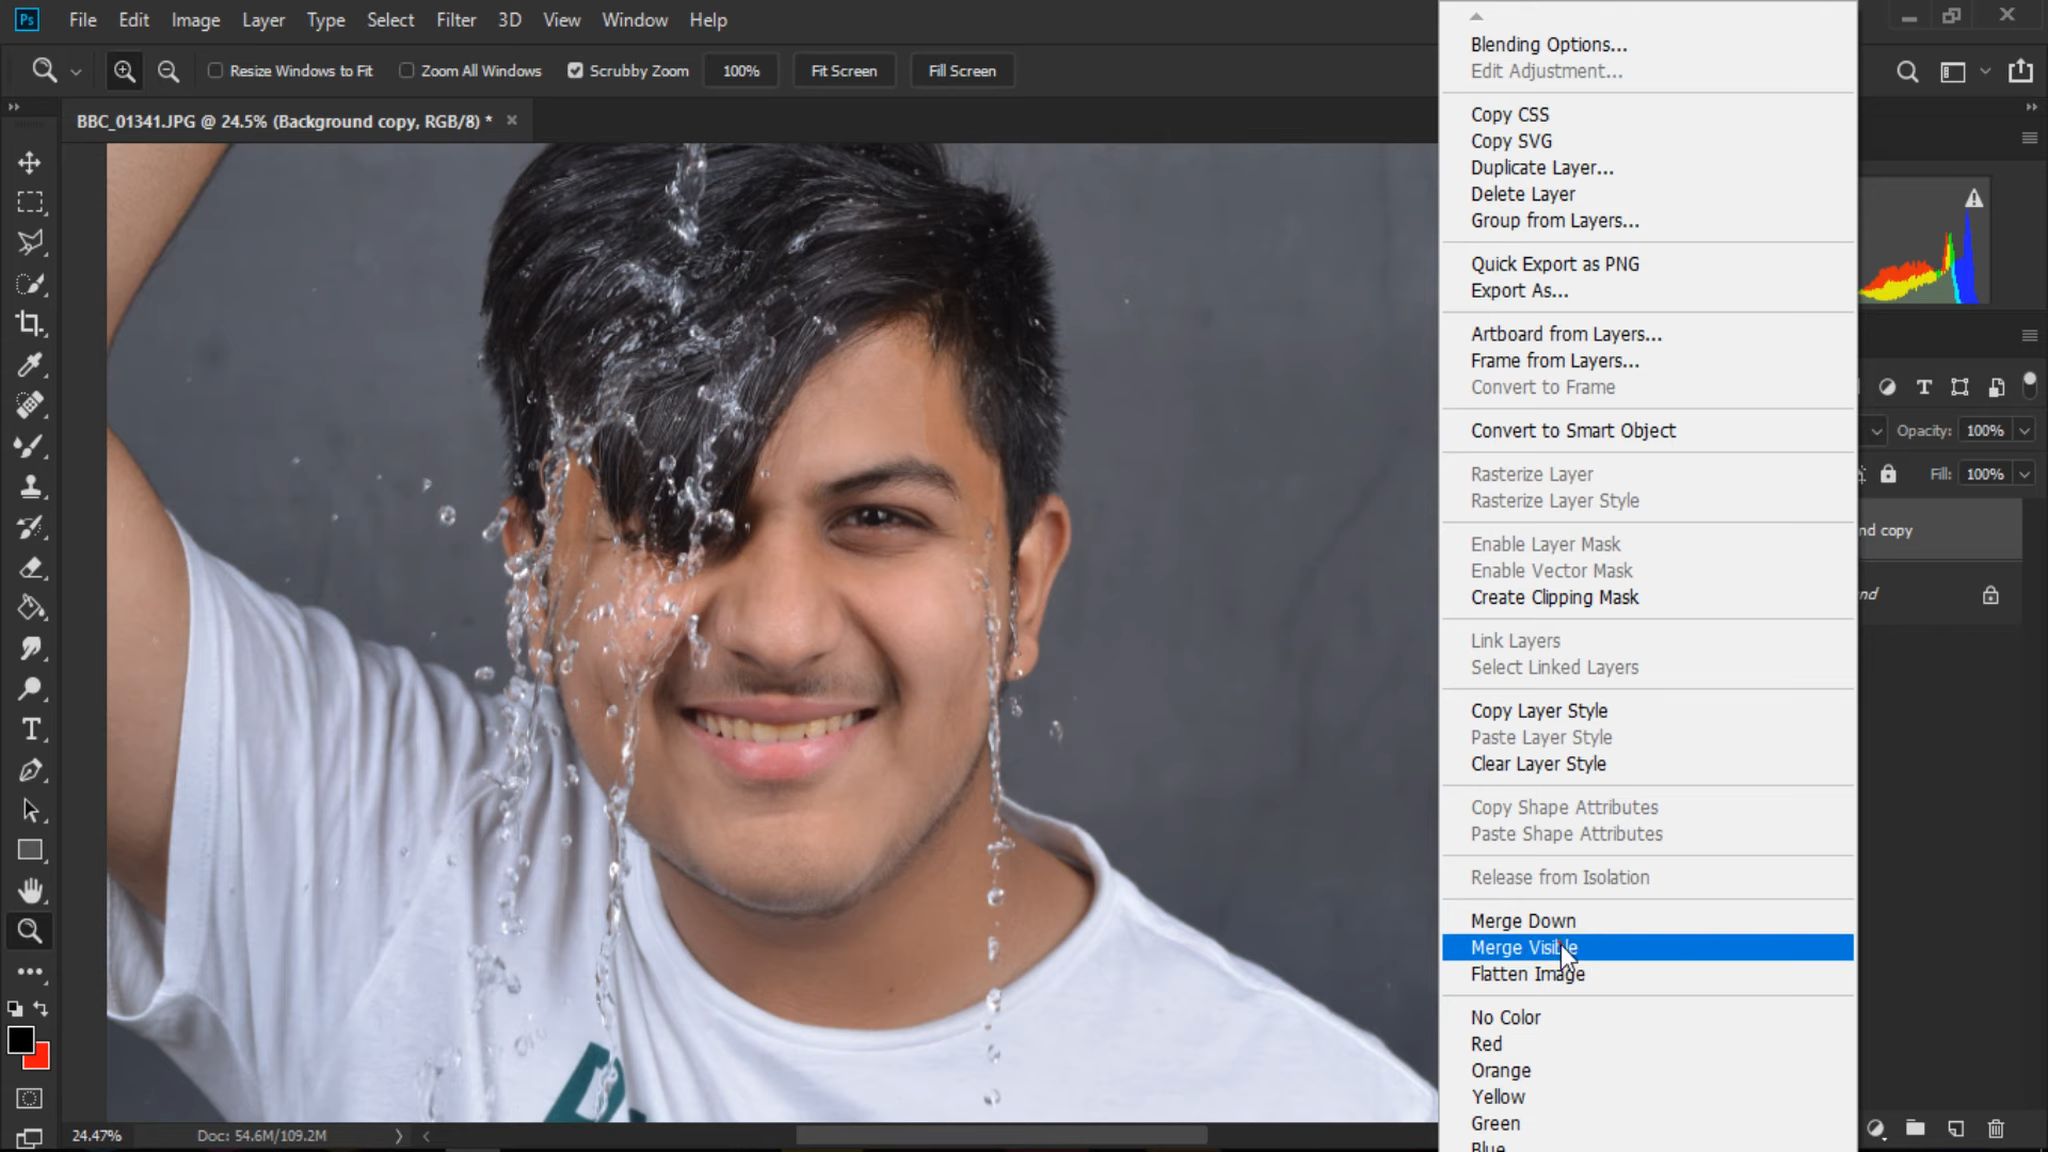 Ps File Edit Image Layer Type Select Filter 3D View Window Help
Resize Windows to Fit Zoom All Windows Scrubby Zoom 100% Fit Screen Fill Screen
BBC_01341.JPG @ 24.5% (Background copy, RGB/8) *
Blending Options...
Edit Adjustment...
Copy CSS
Copy SVG
Duplicate Layer...
Delete Layer
Group from Layers...
Quick Export as PNG
Export As...
Artboard from Layers...
Frame from Layers...
Convert to Frame
Convert to Smart Object
Rasterize Layer
Rasterize Layer Style
Enable Layer Mask
Enable Vector Mask
Create Clipping Mask
Link Layers
Select Linked Layers
Copy Layer Style
Paste Layer Style
Clear Layer Style
Copy Shape Attributes
Paste Shape Attributes
Release from Isolation
Merge Down
Merge Visible
Flatten Image
No Color
Red
Orange
Yellow
Green
Blue
Opacity: 100%
Fill: 100%
nd copy
nd
24.47% Doc: 54.6M/109.2M